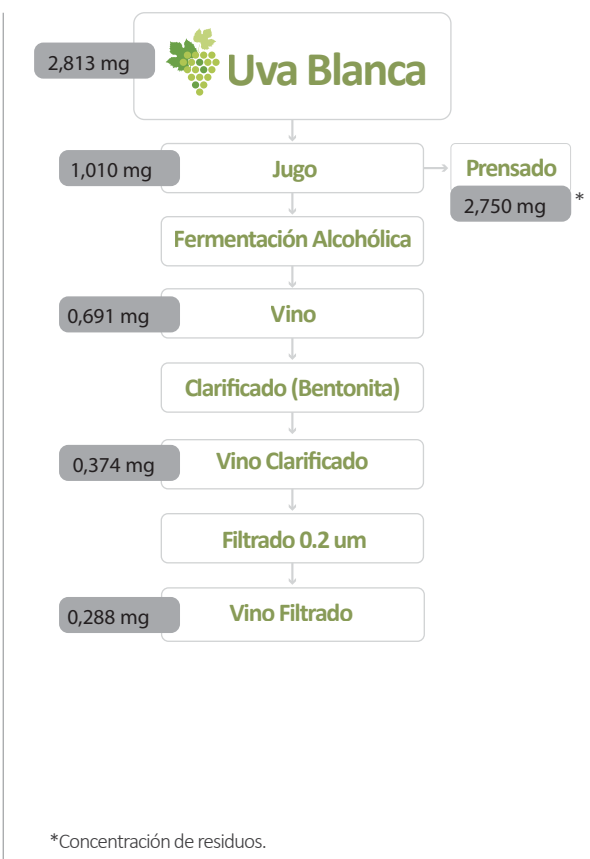 2,813 mg
Uva Blanca
1,010 mg
Jugo
Prensado
2,750 mg *
Fermentación Alcohólica
0,691 mg
Vino
Clarificado (Bentonita)
0,374 mg
Vino Clarificado
Filtrado 0.2 um
0,288 mg
Vino Filtrado
*Concentración de residuos.